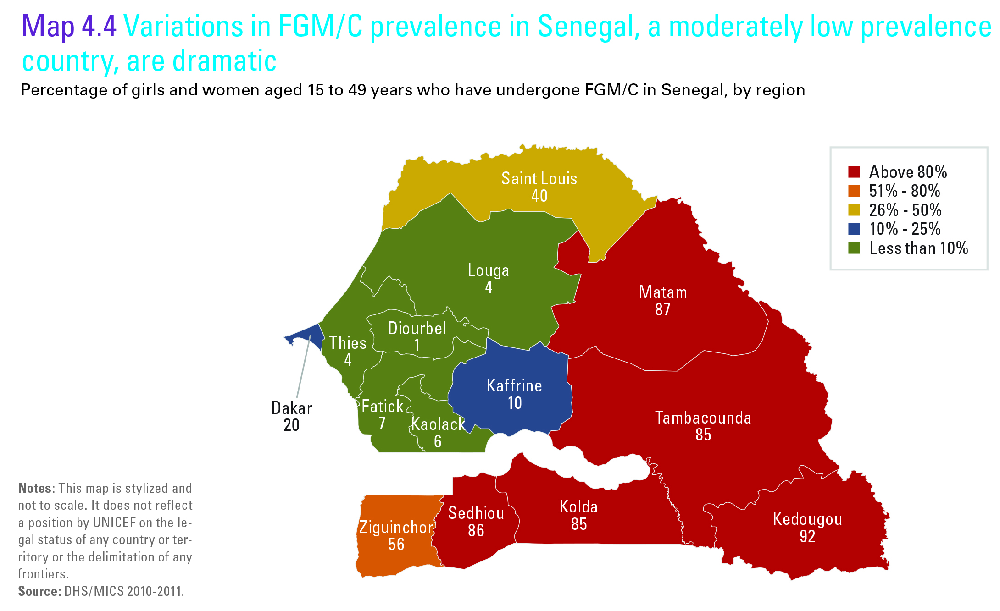 Map 4.4 Variations in FGM/C prevalence in Senegal, a moderately low prevalence
country, are dramatic
Percentage of girls and women aged 15 to 49 years who have undergone FGM/C in Senegal, by region
Above 80%
51% - 80%
26% - 50%
10% - 25%
Less than 10%
Saint Louis
40
Louga
4
Matam
87
Diourbel
1
Thies
4
Kaffrine
10
Dakar
20
Fatick
7
Kaolack
6
Tambacounda
85
Ziguinchor
56
Sedhiou
86
Kolda
85
Kedougou
92
Notes: This map is stylized and
not to scale. It does not reflect
a position by UNICEF on the le-
gal status of any country or ter-
ritory or the delimitation of any
frontiers.
Source: DHS/MICS 2010-2011.